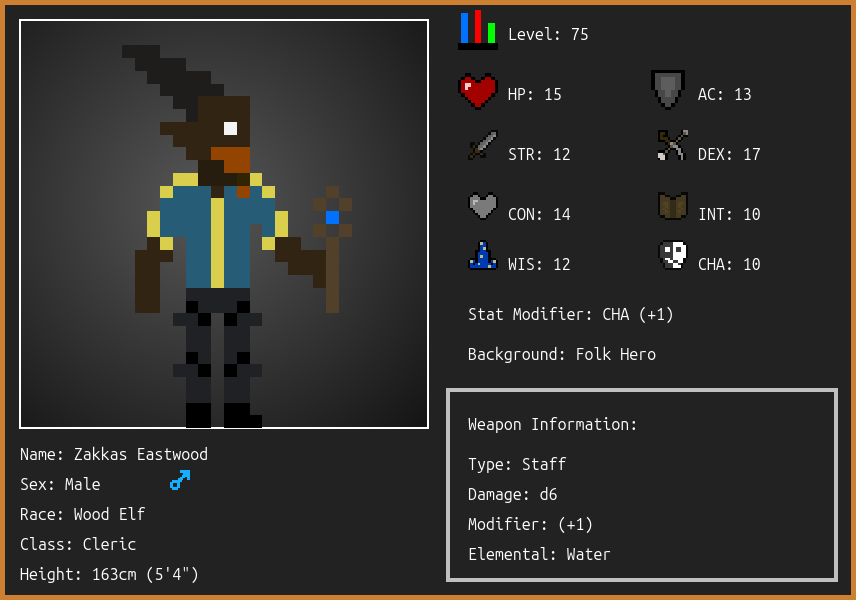 Level: 75
HP: 15
AC: 13
STR: 12
DEX: 17
CON: 14
INT: 10
WIS: 12
CHA: 10
Stat Modifier: CHA (+1)
Background: Folk Hero
Weapon Information:
Type: Staff
Damage: d6
Modifier: (+1)
Elemental: Water
Name: Zakkas Eastwood
Sex: Male
Race: Wood Elf
Class: Cleric
Height: 163cm (5'4")